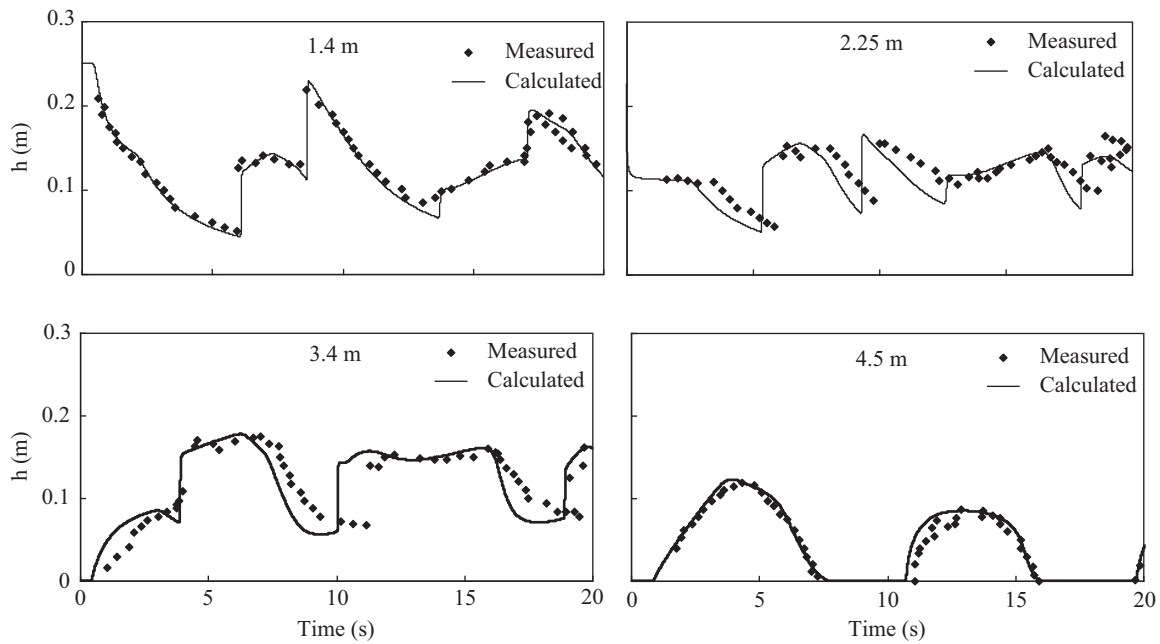 0.3
1.4 m
Measured
Calculated
0.2
h (m)
0.1
0
2.25 m
Measured
Calculated
0.3
3.4 m
Measured
Calculated
0.2
h (m)
0.1
0
0 5 10 15 20
Time (s)
4.5 m
Measured
Calculated
0 5 10 15 20
Time (s)